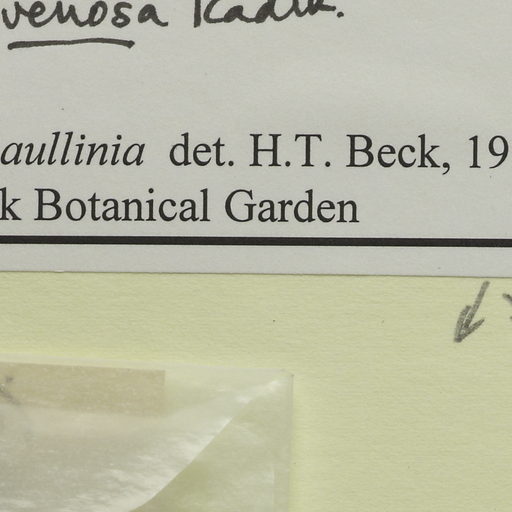 venosa Radlk.
aullinia det. H.T. Beck, 19
k Botanical Garden